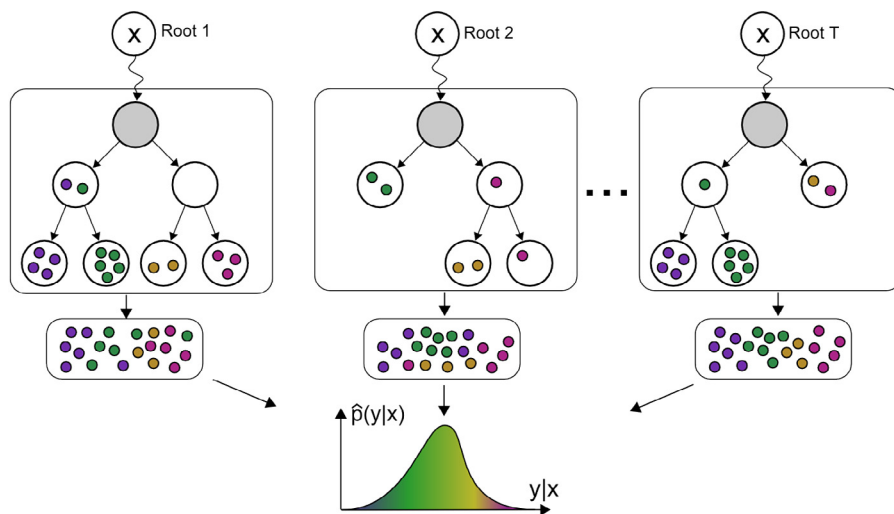 x Root 1
x Root 2
x Root T
...
p̂(y|x)
y|x